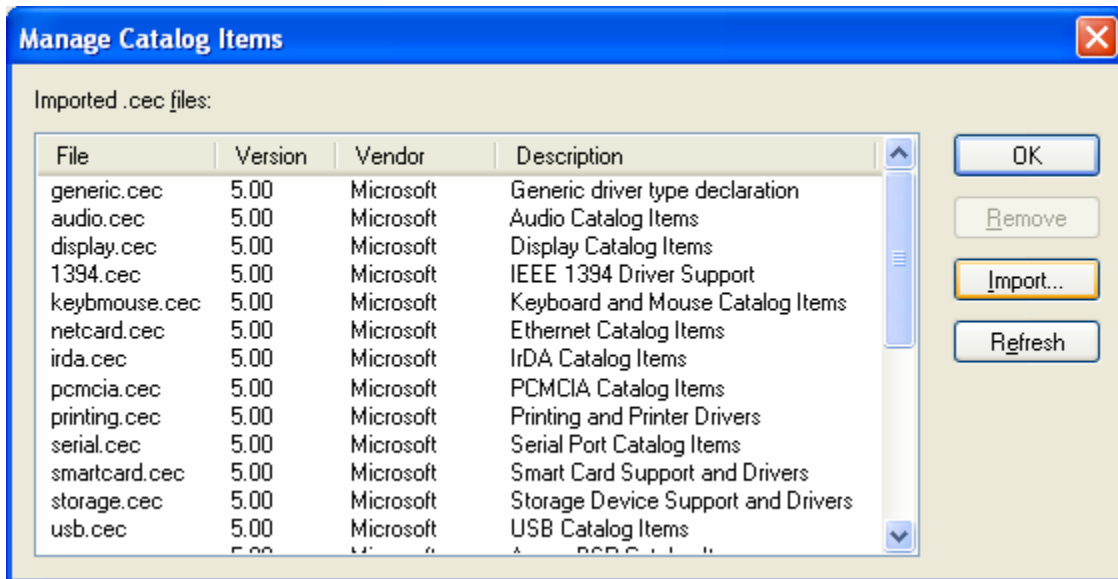 Manage Catalog Items
Imported .cec files:
File Version Vendor Description
generic.cec 5.00 Microsoft Generic driver type declaration
audio.cec 5.00 Microsoft Audio Catalog Items
display.cec 5.00 Microsoft Display Catalog Items
1394.cec 5.00 Microsoft IEEE 1394 Driver Support
keybmouse.cec 5.00 Microsoft Keyboard and Mouse Catalog Items
netcard.cec 5.00 Microsoft Ethernet Catalog Items
irda.cec 5.00 Microsoft IrDA Catalog Items
pcmcia.cec 5.00 Microsoft PCMCIA Catalog Items
printing.cec 5.00 Microsoft Printing and Printer Drivers
serial.cec 5.00 Microsoft Serial Port Catalog Items
smartcard.cec 5.00 Microsoft Smart Card Support and Drivers
storage.cec 5.00 Microsoft Storage Device Support and Drivers
usb.cec 5.00 Microsoft USB Catalog Items
OK
Remove
Import...
Refresh